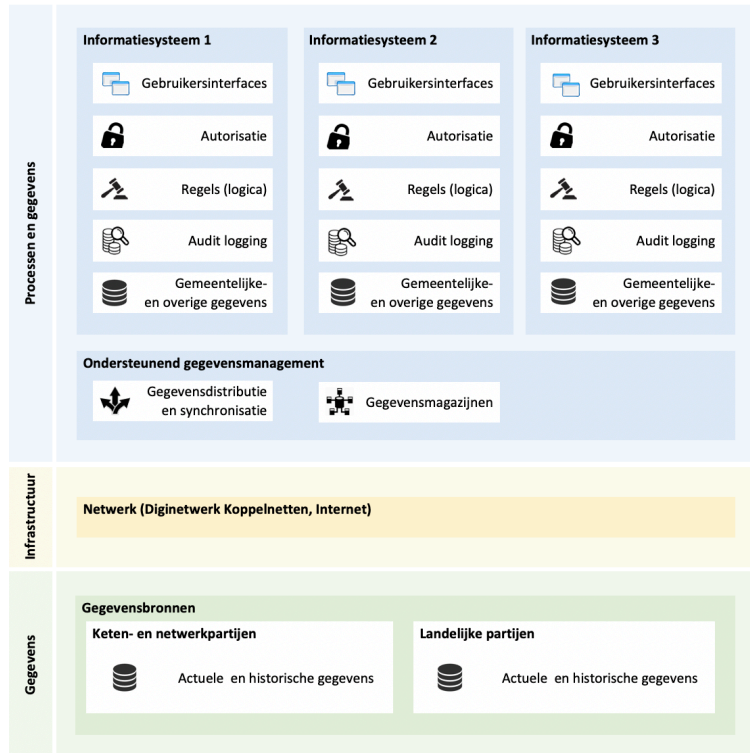 Processen en gegevens
Informatiesysteem 1
Gebruikersinterfaces
Autorisatie
Regels (logica)
Audit logging
Gemeentelijke-
en overige gegevens
Informatiesysteem 2
Gebruikersinterfaces
Autorisatie
Regels (logica)
Audit logging
Gemeentelijke-
en overige gegevens
Informatiesysteem 3
Gebruikersinterfaces
Autorisatie
Regels (logica)
Audit logging
Gemeentelijke-
en overige gegevens
Ondersteunend gegevensmanagement
Gegevensdistributie
en synchronisatie
Gegevensmagazijnen
Infrastructuur
Netwerk (Diginetwerk Koppelnetten, Internet)
Gegevens
Gegevensbronnen
Keten- en netwerkpartijen
Actuele en historische gegevens
Landelijke partijen
Actuele en historische gegevens